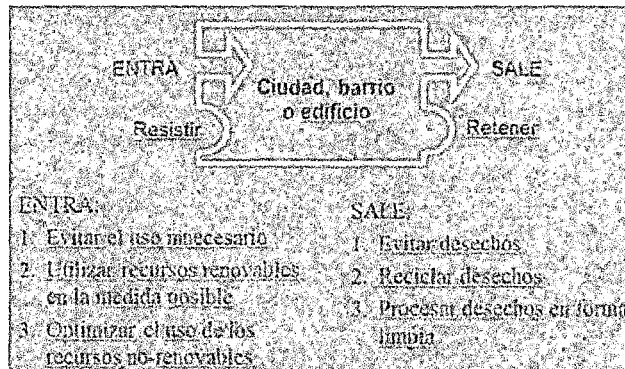 ENTRA
SALE
Ciudad, barrio
o edificio
Resistir
Retener
ENTRA:
1. Evitar el uso innecesario
2. Utilizar recursos renovables
en la medida posible
3. Optimizar el uso de los
recursos no-renovables
SALE:
1. Evitar desechos
2. Reciclar desechos
3. Procesar desechos en forma
limpia